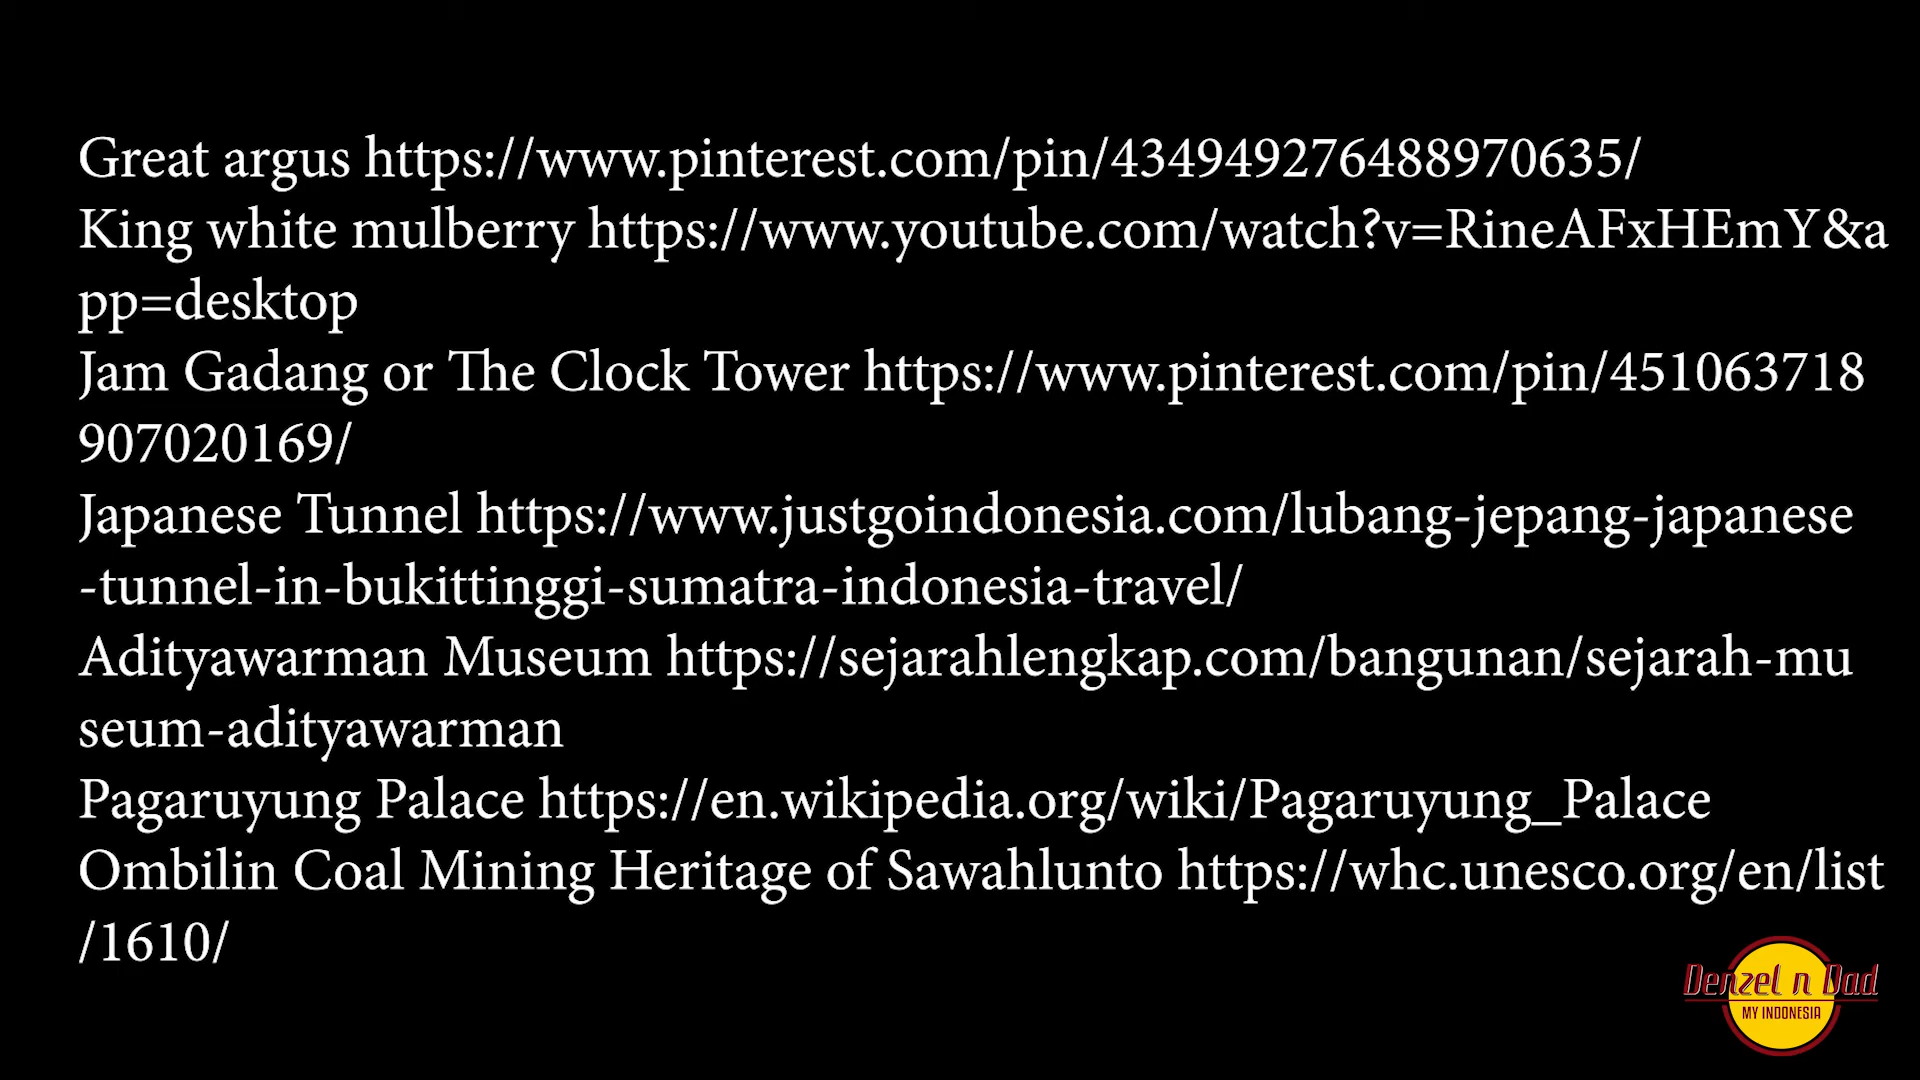 Great argus https://www.pinterest.com/pin/434949276488970635/
King white mulberry https://www.youtube.com/watch?v=RineAFxHEmY&a
pp=desktop
Jam Gadang or The Clock Tower https://www.pinterest.com/pin/451063718
907020169/
Japanese Tunnel https://www.justgoindonesia.com/lubang-jepang-japanese
-tunnel-in-bukittinggi-sumatra-indonesia-travel/
Adityawarman Museum https://sejarahlengkap.com/bangunan/sejarah-mu
seum-adityawarman
Pagaruyung Palace https://en.wikipedia.org/wiki/Pagaruyung_Palace
Ombilin Coal Mining Heritage of Sawahlunto https://whc.unesco.org/en/list
/1610/
Denzel n Dad
MY INDONESIA